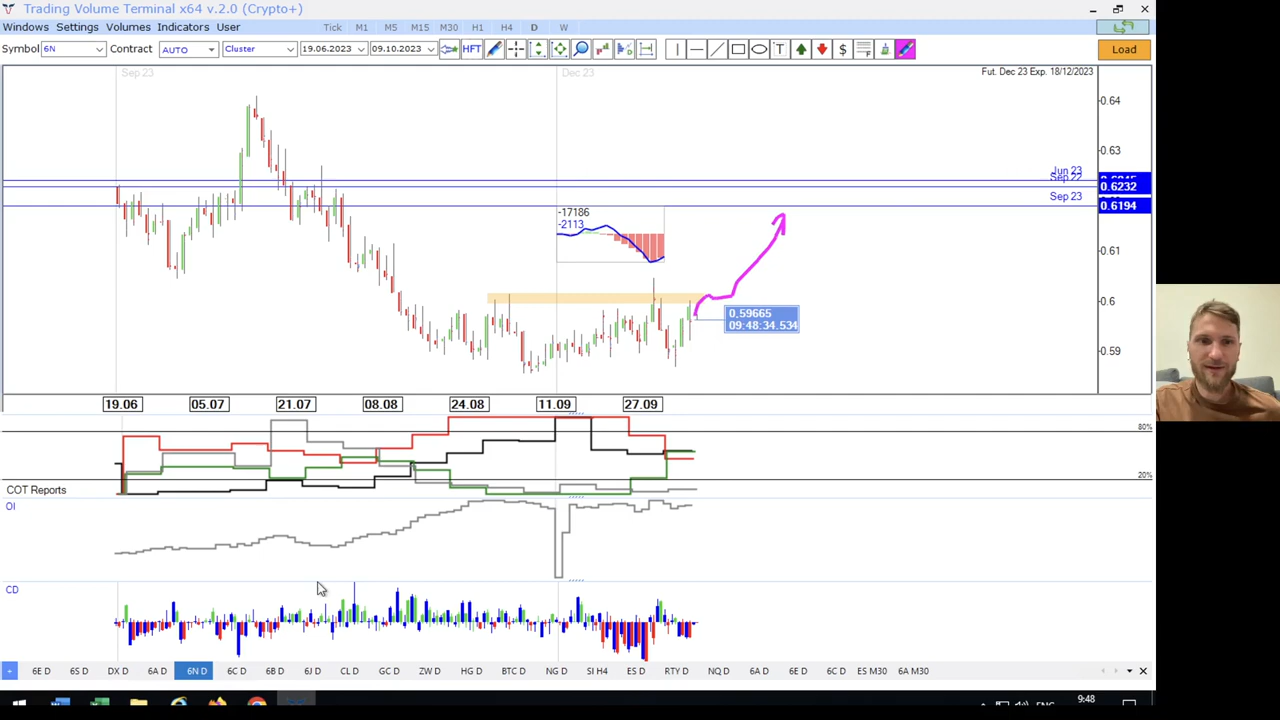 Trading Volume Terminal x64 v.2.0 (Crypto+)
Windows Settings Volumes Indicators User Tick M1 M5 M15 M30 H1 H4 D W
Symbol 6N Contract AUTO Cluster 19.06.2023 09.10.2023 HFT T $ Load
Sep 23 Dec 23 Fut. Dec 23 Exp. 18/12/2023
0.64
0.63
Jun 23
Sep 22
0.6232
Sep 23 0.6194
-17186
-2113
0.61
0.6
0.59665
09:48:34.534
0.59
19.06 05.07 21.07 08.08 24.08 11.09 27.09
80%
20%
COT Reports
OI
CD
+ 6E D 6S D DX D 6A D 6N D 6C D 6B D 6J D CL D GC D ZW D HG D BTC D NG D SI H4 ES D RTY D NQ D 6A D 6E D 6C D ES M30 6A M30
9:48